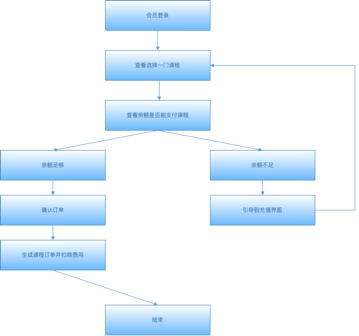 会员登录
查看选择一门课程
查看余额是否能支付课程
余额足够
余额不足
确认订单
引导到充值界面
生成课程订单并扣除费用
结束